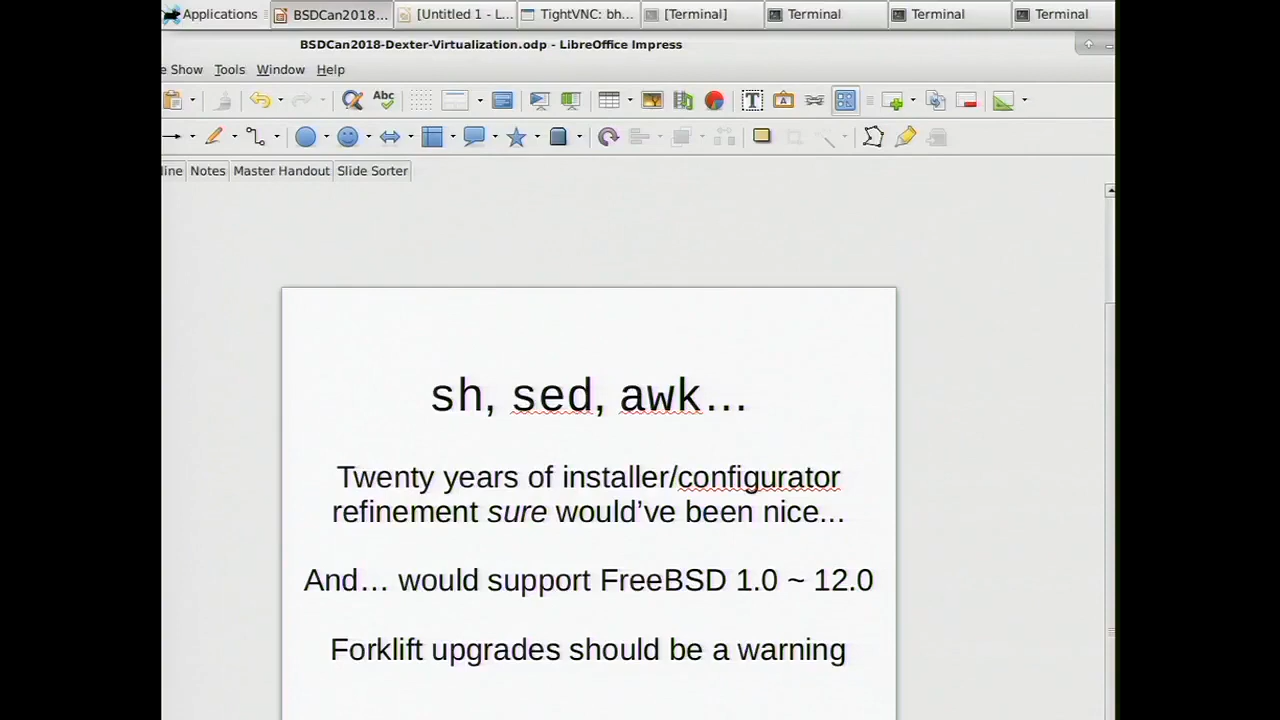 Applications
BSDCan2018...
[Untitled 1 - L...
TightVNC: bh...
[Terminal]
Terminal
Terminal
Terminal
BSDCan2018-Dexter-Virtualization.odp - LibreOffice Impress
e Show Tools Window Help
Abc
T
A
line Notes Master Handout Slide Sorter
sh, sed, awk…
Twenty years of installer/configurator
refinement sure would’ve been nice...
And… would support FreeBSD 1.0 ~ 12.0
Forklift upgrades should be a warning